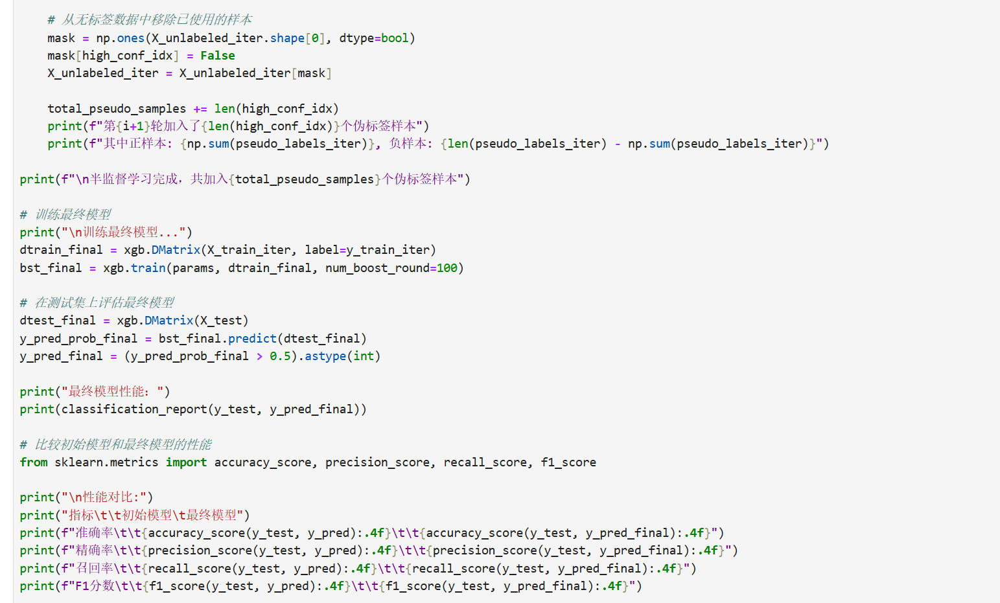 # 从无标签数据中移除已使用的样本
mask = np.ones(X_unlabeled_iter.shape[0], dtype=bool)
mask[high_conf_idx] = False
X_unlabeled_iter = X_unlabeled_iter[mask]
total_pseudo_samples += len(high_conf_idx)
print(f"第{i+1}轮加入了{len(high_conf_idx)}个伪标签样本")
print(f"其中正样本: {np.sum(pseudo_labels_iter)}, 负样本: {len(pseudo_labels_iter) - np.sum(pseudo_labels_iter)}")
print(f"\n半监督学习完成，共加入{total_pseudo_samples}个伪标签样本")
# 训练最终模型
print("\n训练最终模型...")
dtrain_final = xgb.DMatrix(X_train_iter, label=y_train_iter)
bst_final = xgb.train(params, dtrain_final, num_boost_round=100)
# 在测试集上评估最终模型
dtest_final = xgb.DMatrix(X_test)
y_pred_prob_final = bst_final.predict(dtest_final)
y_pred_final = (y_pred_prob_final > 0.5).astype(int)
print("最终模型性能：")
print(classification_report(y_test, y_pred_final))
# 比较初始模型和最终模型的性能
from sklearn.metrics import accuracy_score, precision_score, recall_score, f1_score
print("\n性能对比:")
print("指标\t\t初始模型\t最终模型")
print(f"准确率\t\t{accuracy_score(y_test, y_pred):.4f}\t\t{accuracy_score(y_test, y_pred_final):.4f}")
print(f"精确率\t\t{precision_score(y_test, y_pred):.4f}\t\t{precision_score(y_test, y_pred_final):.4f}")
print(f"召回率\t\t{recall_score(y_test, y_pred):.4f}\t\t{recall_score(y_test, y_pred_final):.4f}")
print(f"F1分数\t\t{f1_score(y_test, y_pred):.4f}\t\t{f1_score(y_test, y_pred_final):.4f}")